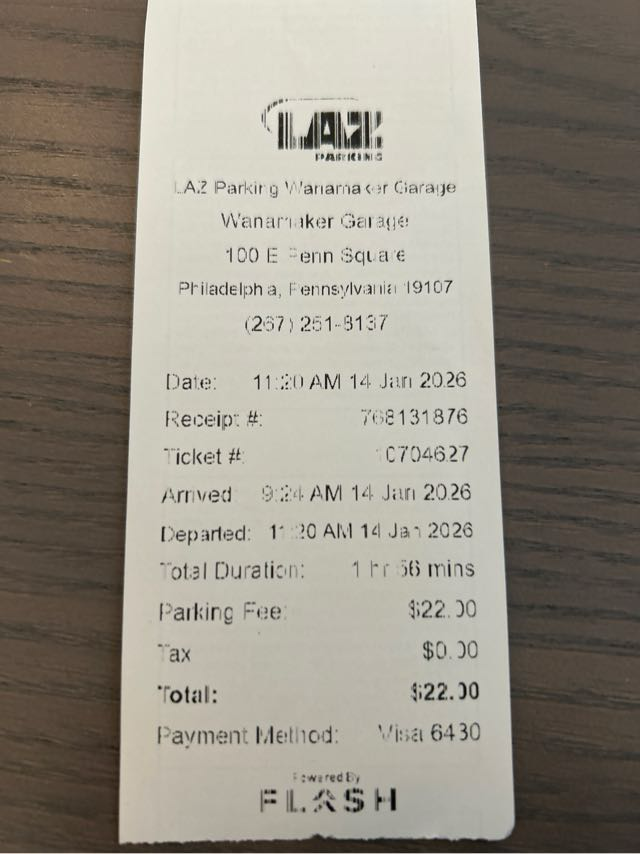 LAZ
PARKING
LAZ Parking Wanamaker Garage
Wanamaker Garage
100 E Penn Square
Philadelphia, Pennsylvania 19107
(267) 251-8137
Date: 11:20 AM 14 Jan 2026
Receipt #: 768131876
Ticket #: 10704627
Arrived: 9:24 AM 14 Jan 2026
Departed: 11:20 AM 14 Jan 2026
Total Duration: 1 hr 56 mins
Parking Fee: $22.00
Tax $0.00
Total: $22.00
Payment Method: Visa 6430
Powered By
FLASH